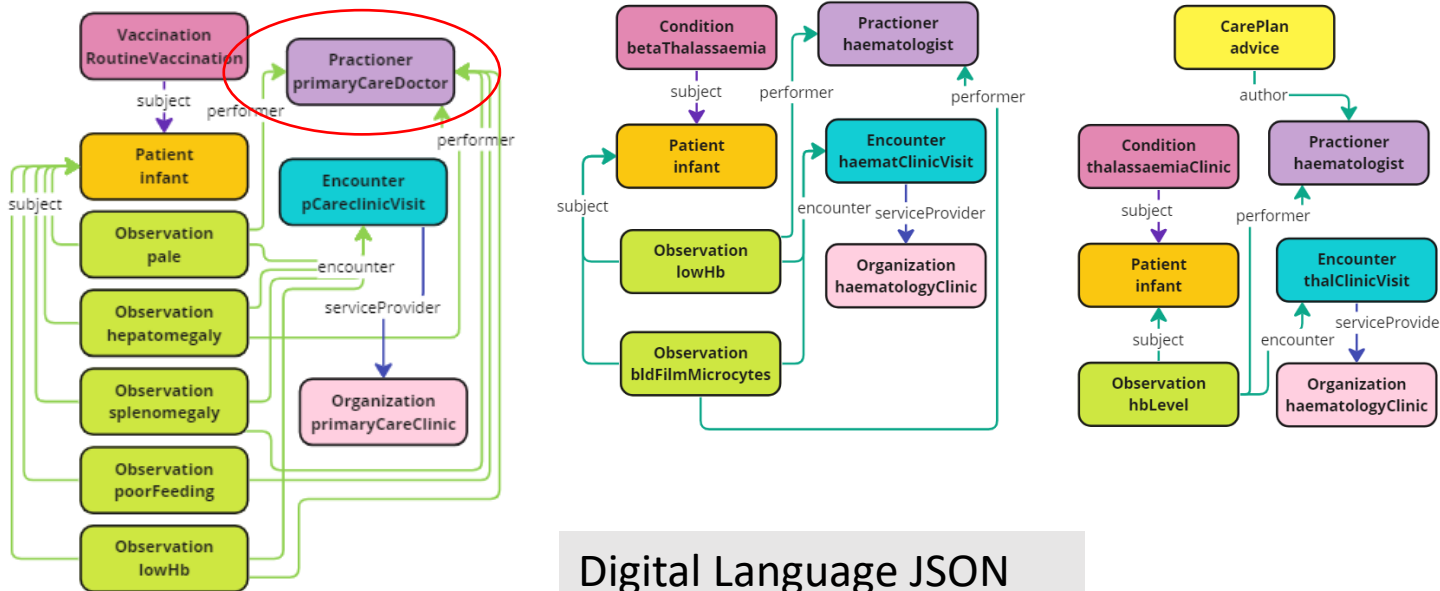 Vaccination
RoutineVaccination
Practioner
primaryCareDoctor
subject
performer
performer
Patient
infant
subject
Encounter
pCareclinicVisit
Observation
pale
encounter
Observation
hepatomegaly
serviceProvider
Observation
splenomegaly
Organization
primaryCareClinic
Observation
poorFeeding
Observation
lowHb
Condition
betaThalassaemia
Practioner
haematologist
subject
performer
performer
Patient
infant
Encounter
haematClinicVisit
subject
encounter
serviceProvider
Observation
lowHb
Organization
haematologyClinic
Observation
bldFilmMicrocytes
CarePlan
advice
author
Condition
thalassaemiaClinic
Practioner
haematologist
subject
performer
Patient
infant
Encounter
thalClinicVisit
subject
encounter
serviceProvide
Observation
hbLevel
Organization
haematologyClinic
Digital Language JSON